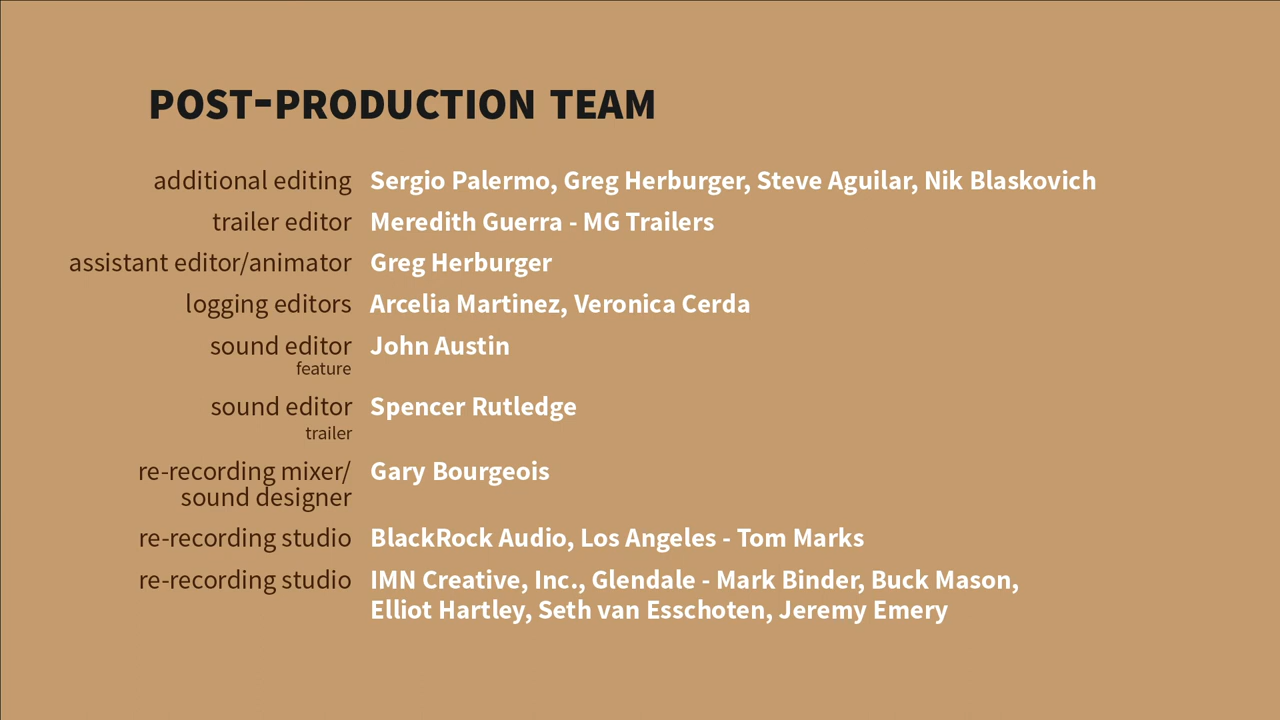 POST-PRODUCTION TEAM
additional editing Sergio Palermo, Greg Herburger, Steve Aguilar, Nik Blaskovich
trailer editor Meredith Guerra - MG Trailers
assistant editor/animator Greg Herburger
logging editors Arcelia Martinez, Veronica Cerda
sound editor John Austin
feature
sound editor Spencer Rutledge
trailer
re-recording mixer/ Gary Bourgeois
sound designer
re-recording studio BlackRock Audio, Los Angeles - Tom Marks
re-recording studio IMN Creative, Inc., Glendale - Mark Binder, Buck Mason,
Elliot Hartley, Seth van Esschoten, Jeremy Emery